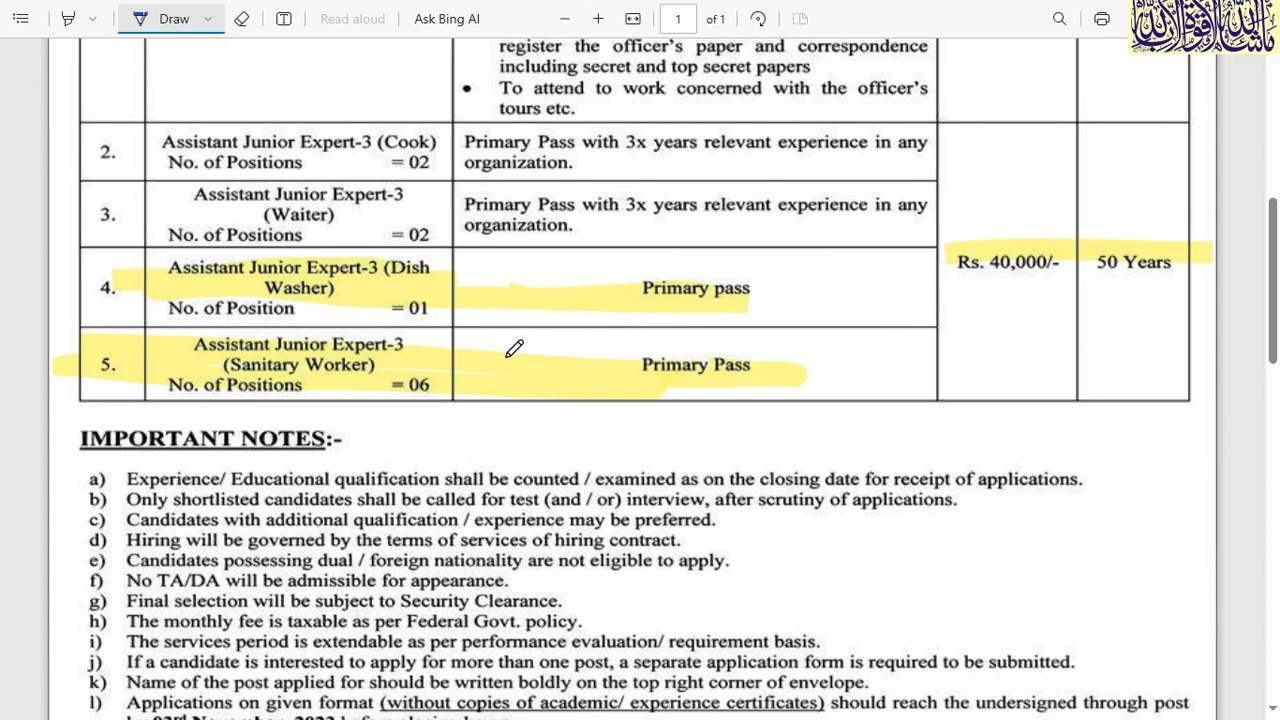 Draw
Read aloud
Ask Bing AI
1
of 1
register the officer's paper and correspondence
including secret and top secret papers
• To attend to work concerned with the officer's
tours etc.
2.
Assistant Junior Expert-3 (Cook)
No. of Positions = 02
Primary Pass with 3x years relevant experience in any
organization.
3.
Assistant Junior Expert-3
(Waiter)
No. of Positions = 02
Primary Pass with 3x years relevant experience in any
organization.
4.
Assistant Junior Expert-3 (Dish
Washer)
No. of Position = 01
Primary pass
5.
Assistant Junior Expert-3
(Sanitary Worker)
No. of Positions = 06
Primary Pass
Rs. 40,000/-
50 Years
IMPORTANT NOTES:-
a) Experience/ Educational qualification shall be counted / examined as on the closing date for receipt of applications.
b) Only shortlisted candidates shall be called for test (and / or) interview, after scrutiny of applications.
c) Candidates with additional qualification / experience may be preferred.
d) Hiring will be governed by the terms of services of hiring contract.
e) Candidates possessing dual / foreign nationality are not eligible to apply.
f) No TA/DA will be admissible for appearance.
g) Final selection will be subject to Security Clearance.
h) The monthly fee is taxable as per Federal Govt. policy.
i) The services period is extendable as per performance evaluation/ requirement basis.
j) If a candidate is interested to apply for more than one post, a separate application form is required to be submitted.
k) Name of the post applied for should be written boldly on the top right corner of envelope.
l) Applications on given format (without copies of academic/ experience certificates) should reach the undersigned through post